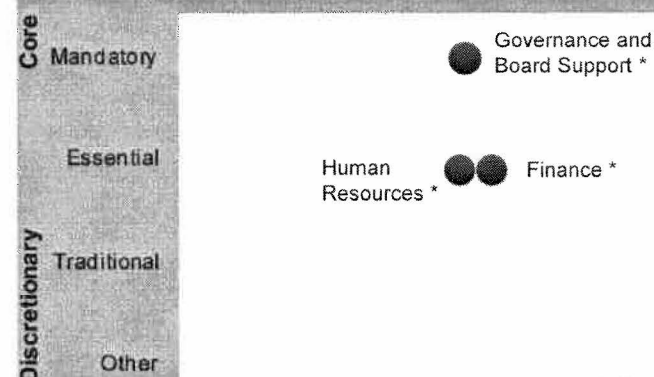 Core
Mandatory
Governance and
Board Support *
Essential
Human
Resources *
Finance *
Discretionary
Traditional
Other